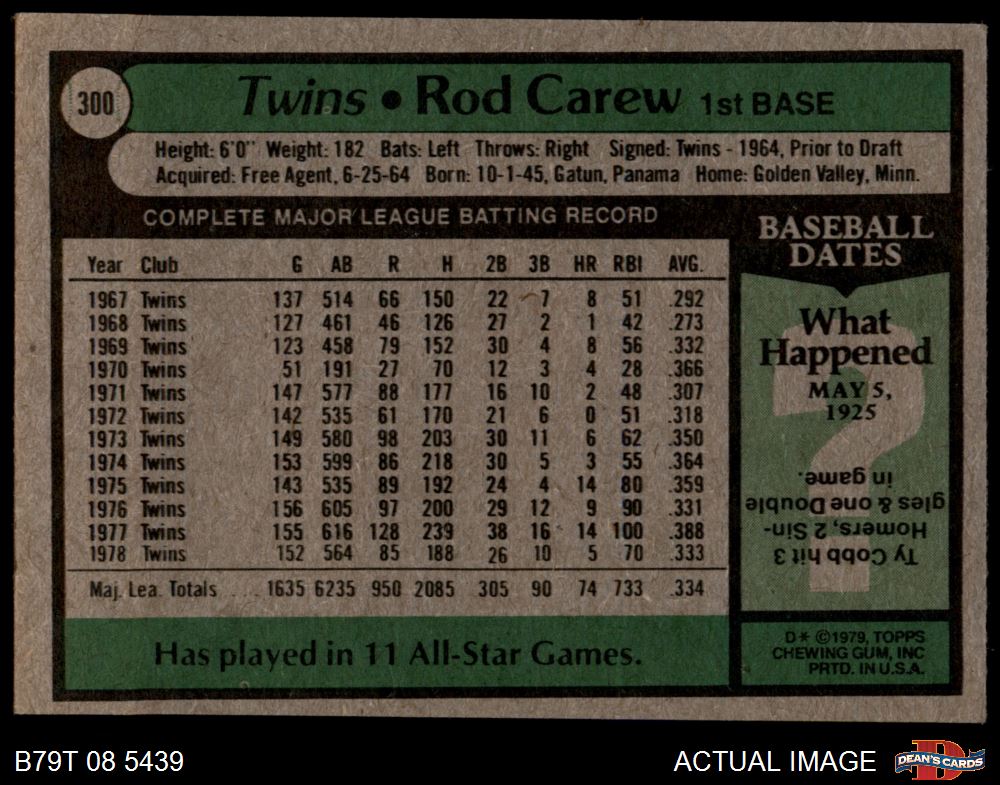 300
Twins • Rod Carew 1st BASE
Height: 6'0" Weight: 182 Bats: Left Throws: Right Signed: Twins - 1964, Prior to Draft
Acquired: Free Agent, 6-25-64 Born: 10-1-45, Gatun, Panama Home: Golden Valley, Minn.
COMPLETE MAJOR LEAGUE BATTING RECORD
Year Club G AB R H 2B 3B HR RBI AVG.
1967 Twins 137 514 66 150 22 7 8 51 .292
1968 Twins 127 461 46 126 27 2 1 42 .273
1969 Twins 123 458 79 152 30 4 8 56 .332
1970 Twins 51 191 27 70 12 3 4 28 .366
1971 Twins 147 577 88 177 16 10 2 48 .307
1972 Twins 142 535 61 170 21 6 0 51 .318
1973 Twins 149 580 98 203 30 11 6 62 .350
1974 Twins 153 599 86 218 30 5 3 55 .364
1975 Twins 143 535 89 192 24 4 14 80 .359
1976 Twins 156 605 97 200 29 12 9 90 .331
1977 Twins 155 616 128 239 38 16 14 100 .388
1978 Twins 152 564 85 188 26 10 5 70 .333
Maj. Lea. Totals 1635 6235 950 2085 305 90 74 733 .334
Has played in 11 All-Star Games.
BASEBALL
DATES
What
Happened
MAY 5,
1925
?
Ty Cobb hit 3
Homers, 2 Sin-
gles & one Double
in game.
D* ©1979, TOPPS
CHEWING GUM, INC
PRTD. IN U.S.A.
B79T 08 5439
ACTUAL IMAGE
DEAN'S CARDS